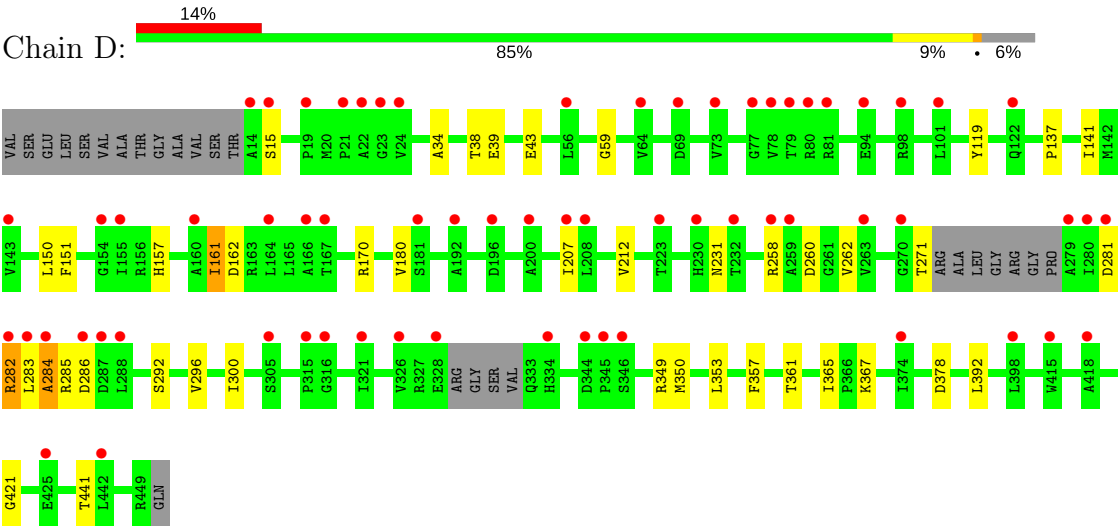 14%
Chain D:
85% 9% • 6%
VAL SER GLU LEU SER VAL ALA THR GLY ALA VAL SER THR A14 S15 P19 M20 P21 A22 G23 V24 A34 T38 E39 E43 L56 G59 V64 D69 V73 G77 V78 T79 R80 R81 E94 R98 L101 Y119 Q122 P137 I141 M142
V143 L150 F151 G154 I155 R156 H157 A160 I161 D162 R163 L164 L165 A166 T167 R170 V180 S181 A192 D196 A200 I207 L208 V212 T223 H230 N231 T232 R258 A259 D260 G261 V262 V263 G270 T271 ARG ALA LEU GLY ARG GLY PRO A279 I280 D281
R282 L283 A284 R285 D286 D287 L288 S292 V296 I300 S305 P315 G316 I321 V326 R327 E328 ARG GLY SER VAL Q333 H334 D344 P345 S346 R349 M350 L353 F357 T361 I365 P366 K367 I374 D378 L392 L398 W415 A418
G421 E425 T441 L442 R449 GLN